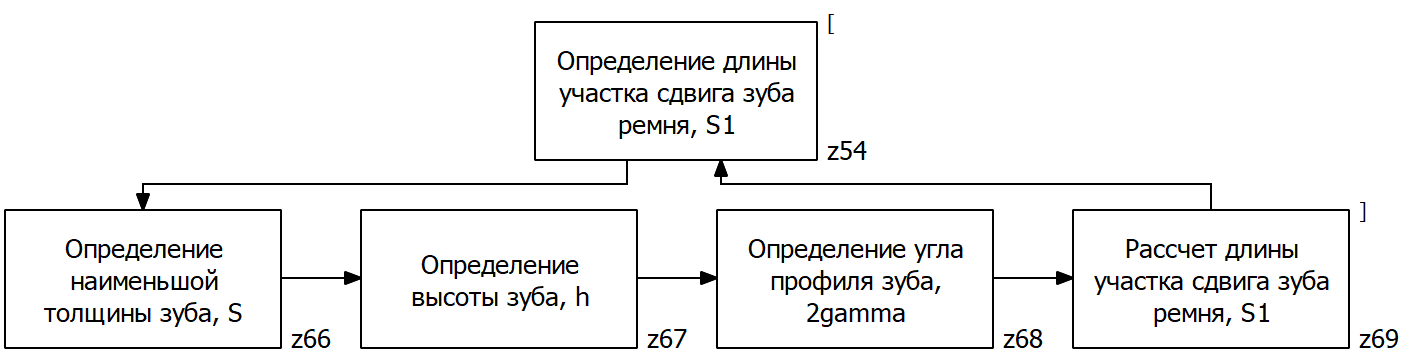 [
Определение длины
участка сдвига зуба
ремня, S1
z54
Определение
наименьшой
толщины зуба, S
z66
Определение
высоты зуба, h
z67
Определение угла
профиля зуба,
2gamma
z68
]
Рассчет длины
участка сдвига зуба
ремня, S1
z69